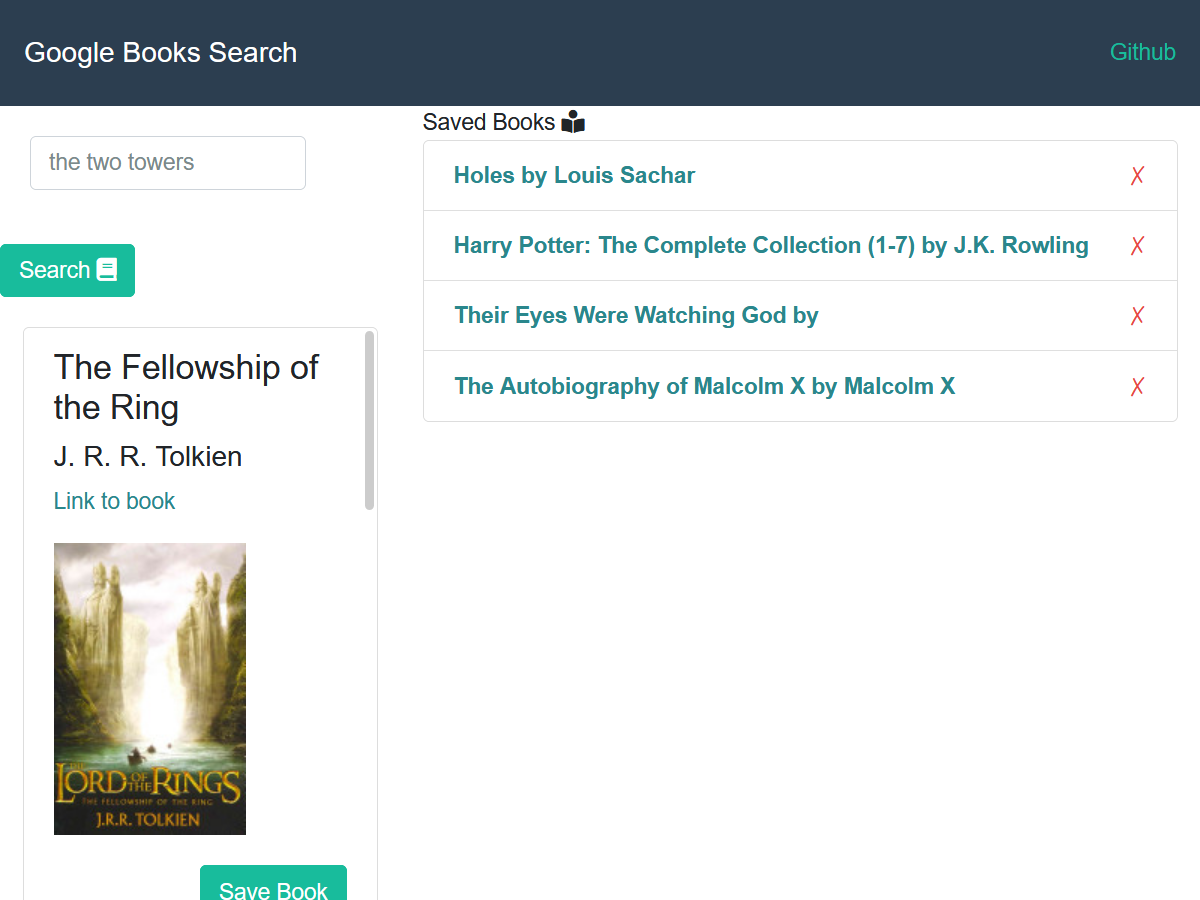 Google Books Search
Github
the two towers
Search
The Fellowship of
the Ring
J. R. R. Tolkien
Link to book
THE
LORD OF THE RINGS
THE FELLOWSHIP OF THE RING
J.R.R. TOLKIEN
Save Book
Saved Books
Holes by Louis Sachar
X
Harry Potter: The Complete Collection (1-7) by J.K. Rowling
X
Their Eyes Were Watching God by
X
The Autobiography of Malcolm X by Malcolm X
X